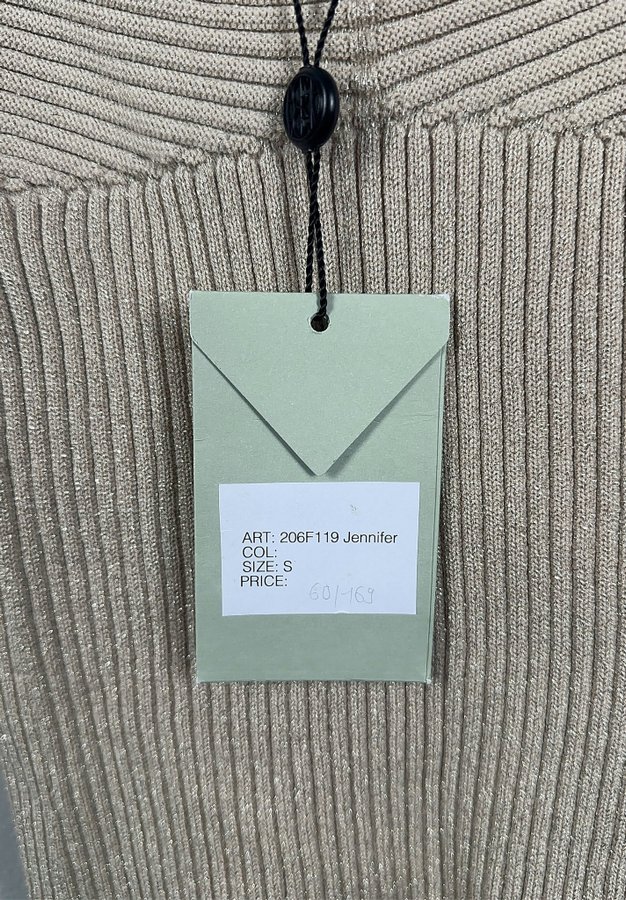 ART: 206F119 Jennifer
COL:
SIZE: S
PRICE:
601-169